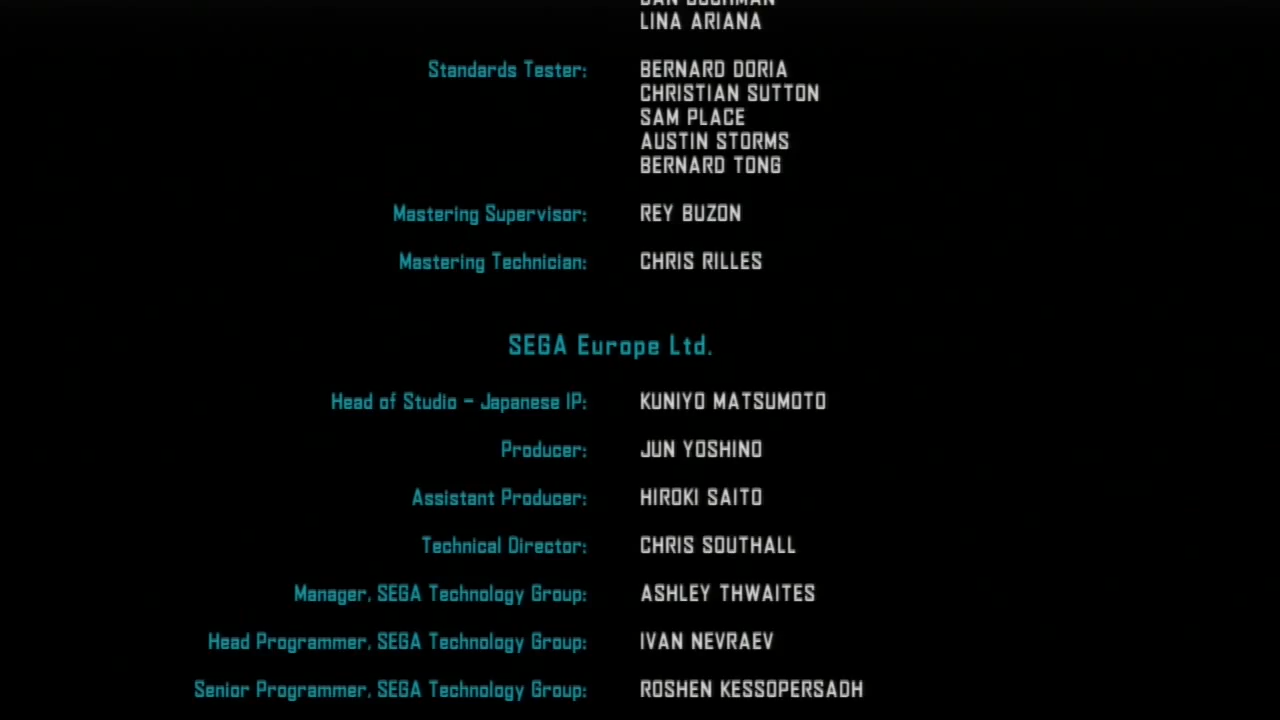 LINA ARIANA
Standards Tester: BERNARD DORIA
CHRISTIAN SUTTON
SAM PLACE
AUSTIN STORMS
BERNARD TONG
Mastering Supervisor: REY BUZON
Mastering Technician: CHRIS RILLES
SEGA Europe Ltd.
Head of Studio - Japanese IP: KUNIYO MATSUMOTO
Producer: JUN YOSHINO
Assistant Producer: HIROKI SAITO
Technical Director: CHRIS SOUTHALL
Manager, SEGA Technology Group: ASHLEY THWAITES
Head Programmer, SEGA Technology Group: IVAN NEVRAEV
Senior Programmer, SEGA Technology Group: ROSHEN KESSOPERSADH